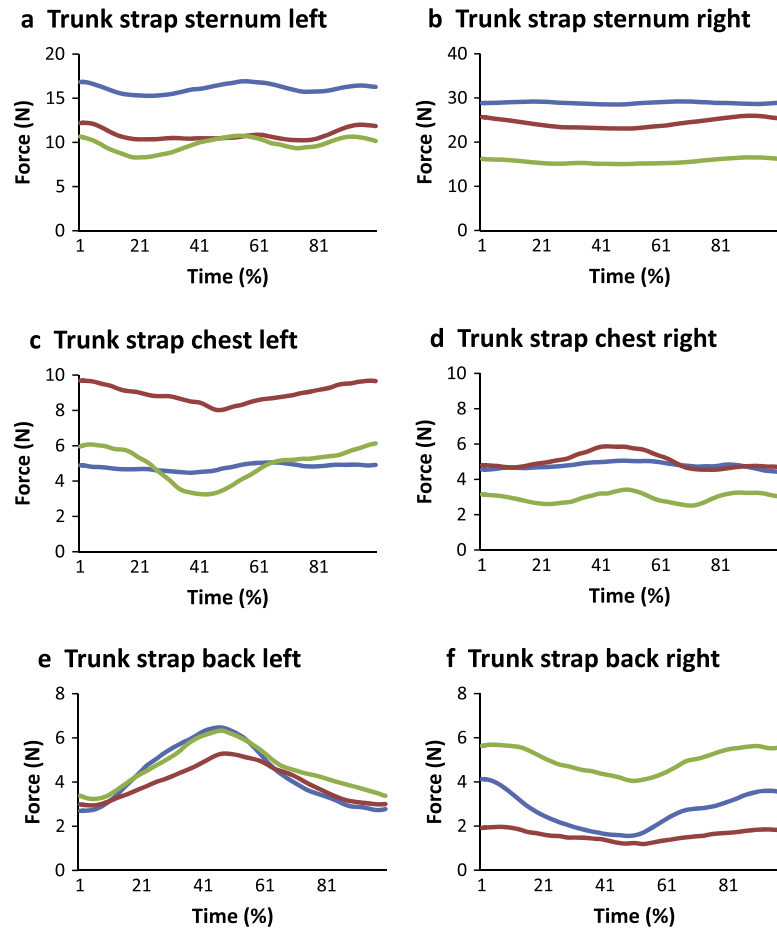 a Trunk strap sternum left
20
15
10
5
0
Force (N)
1 21 41 61 81
Time (%)
b Trunk strap sternum right
40
30
20
10
0
Force (N)
1 21 41 61 81
Time (%)
c Trunk strap chest left
10
8
6
4
2
0
Force (N)
1 21 41 61 81
Time (%)
d Trunk strap chest right
10
8
6
4
2
0
Force (N)
1 21 41 61 81
Time (%)
e Trunk strap back left
8
6
4
2
0
Force (N)
1 21 41 61 81
Time (%)
f Trunk strap back right
8
6
4
2
0
Force (N)
1 21 41 61 81
Time (%)